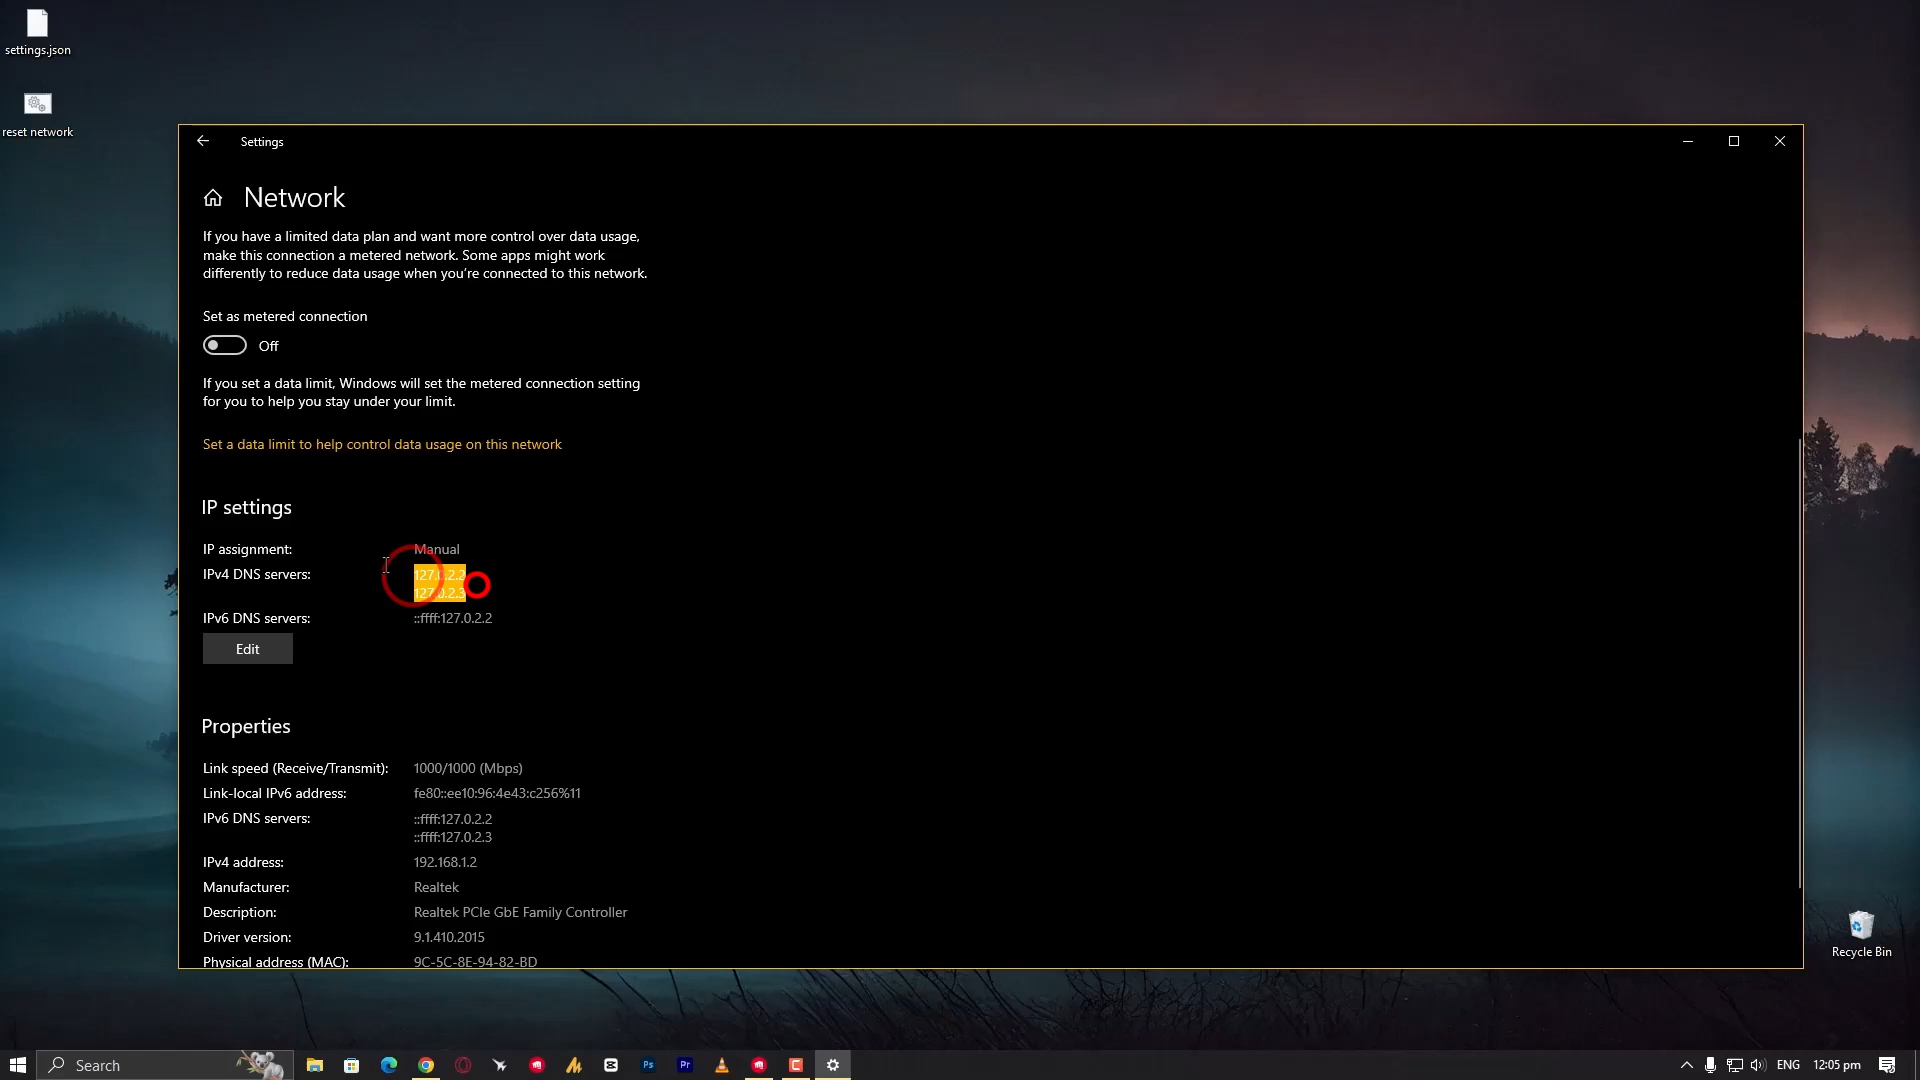 settings.json
reset network
Settings
Network
If you have a limited data plan and want more control over data usage,
make this connection a metered network. Some apps might work
differently to reduce data usage when you're connected to this network.
Set as metered connection
Off
If you set a data limit, Windows will set the metered connection setting
for you to help you stay under your limit.
Set a data limit to help control data usage on this network
IP settings
IP assignment: Manual
IPv4 DNS servers: 127.0.2.2
127.0.2.3
IPv6 DNS servers: ::ffff:127.0.2.2
Edit
Properties
Link speed (Receive/Transmit): 1000/1000 (Mbps)
Link-local IPv6 address: fe80::ee10:96:4e43:c256%11
IPv6 DNS servers: ::ffff:127.0.2.2
::ffff:127.0.2.3
IPv4 address: 192.168.1.2
Manufacturer: Realtek
Description: Realtek PCIe GbE Family Controller
Driver version: 9.1.410.2015
Physical address (MAC): 9C-5C-8E-94-82-BD
Recycle Bin
Search
Ps
Pr
ENG
12:05 pm